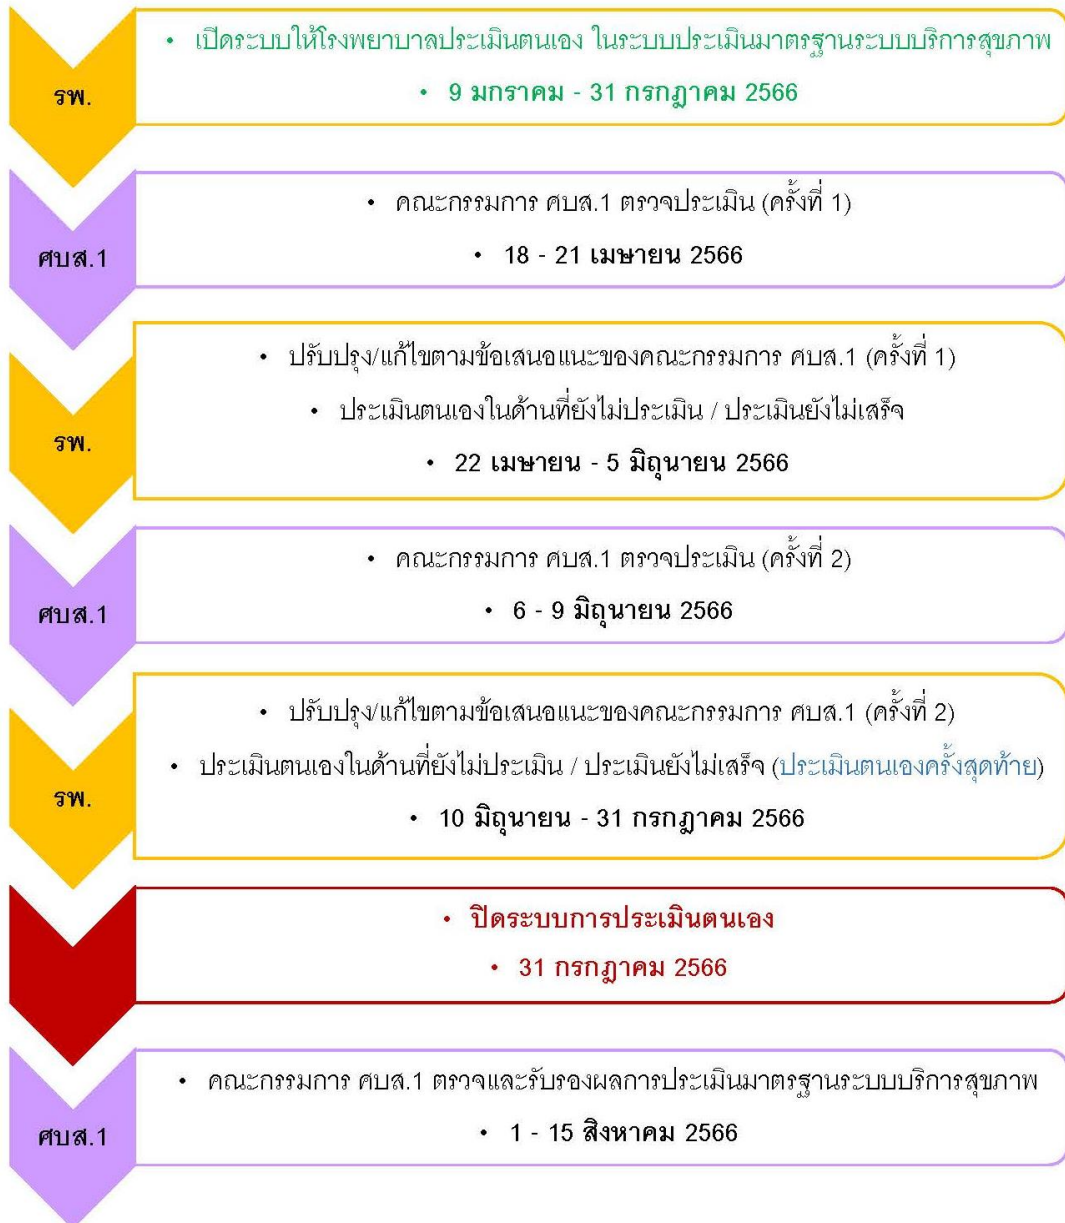 รพ.
• เปิดระบบให้โรงพยาบาลประเมินตนเอง ในระบบประเมินมาตรฐานระบบบริการสุขภาพ
• 9 มกราคม - 31 กรกฎาคม 2566
ศบส.1
• คณะกรรมการ ศบส.1 ตรวจประเมิน (ครั้งที่ 1)
• 18 - 21 เมษายน 2566
รพ.
• ปรับปรุง/แก้ไขตามข้อเสนอแนะของคณะกรรมการ ศบส.1 (ครั้งที่ 1)
• ประเมินตนเองในด้านที่ยังไม่ประเมิน / ประเมินยังไม่เสร็จ
• 22 เมษายน - 5 มิถุนายน 2566
ศบส.1
• คณะกรรมการ ศบส.1 ตรวจประเมิน (ครั้งที่ 2)
• 6 - 9 มิถุนายน 2566
รพ.
• ปรับปรุง/แก้ไขตามข้อเสนอแนะของคณะกรรมการ ศบส.1 (ครั้งที่ 2)
• ประเมินตนเองในด้านที่ยังไม่ประเมิน / ประเมินยังไม่เสร็จ (ประเมินตนเองครั้งสุดท้าย)
• 10 มิถุนายน - 31 กรกฎาคม 2566
• ปิดระบบการประเมินตนเอง
• 31 กรกฎาคม 2566
ศบส.1
• คณะกรรมการ ศบส.1 ตรวจและรับรองผลการประเมินมาตรฐานระบบบริการสุขภาพ
• 1 - 15 สิงหาคม 2566